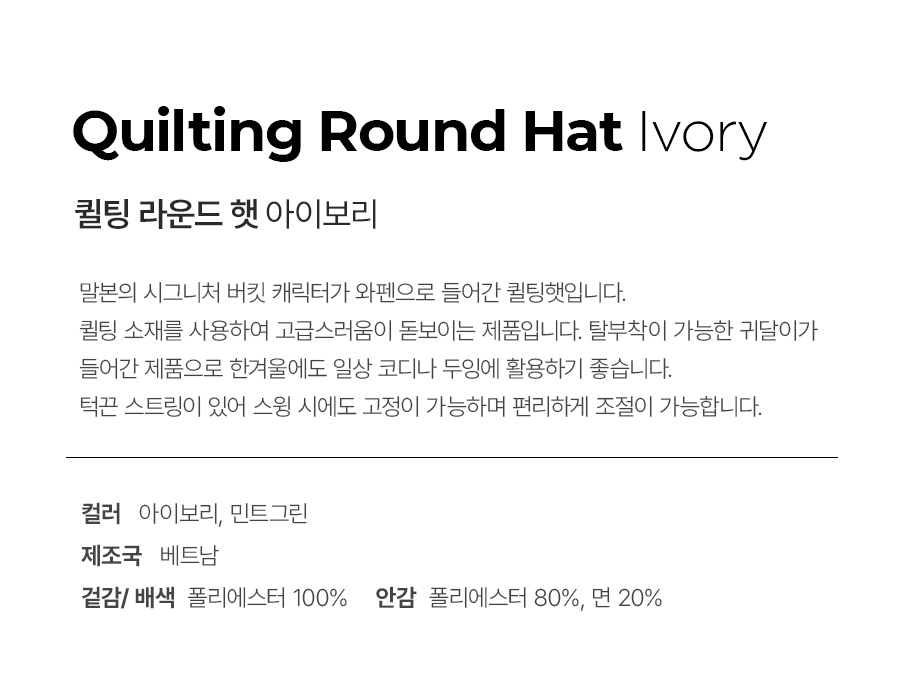 Quilting Round Hat Ivory
퀼팅 라운드 햇 아이보리
말본의 시그니처 버킷 캐릭터가 와펜으로 들어간 퀼팅햇입니다.
퀼팅 소재를 사용하여 고급스러움이 돋보이는 제품입니다. 탈부착이 가능한 귀달이가
들어간 제품으로 한겨울에도 일상 코디나 두잉에 활용하기 좋습니다.
턱끈 스트링이 있어 스윙 시에도 고정이 가능하며 편리하게 조절이 가능합니다.
컬러 아이보리, 민트그린
제조국 베트남
겉감/ 배색 폴리에스터 100% 안감 폴리에스터 80%, 면 20%